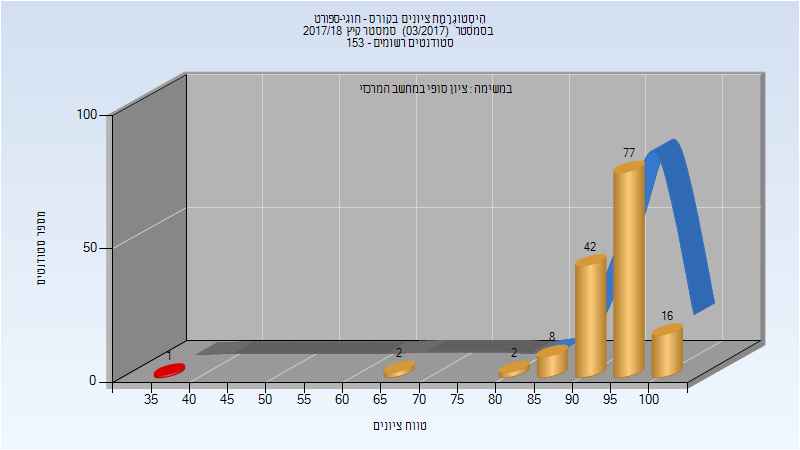 היסטוגרמת ציונים בקורס - חוגי-ספורט
בסמסטר (03/2017) סמסטר קיץ 2017/18
סטודנטים רשומים - 153
במשימה : ציון סופי במחשב המרכזי
100
50
0
מספר סטודנטים
1
2
2
8
42
77
16
35 40 45 50 55 60 65 70 75 80 85 90 95 100
טווח ציונים